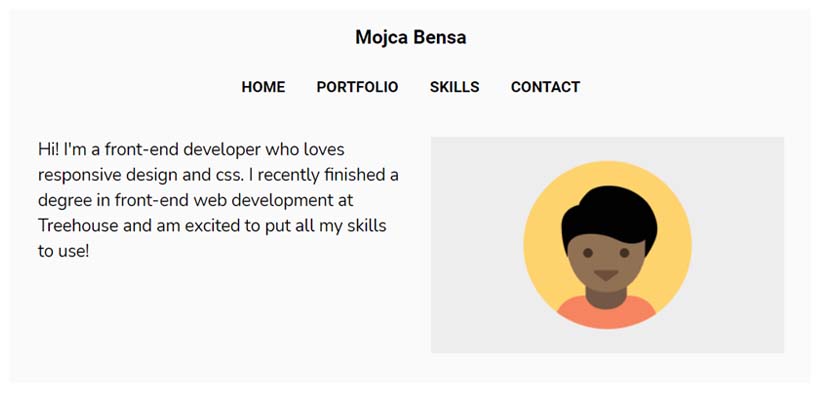 Mojca Bensa
HOME PORTFOLIO SKILLS CONTACT
Hi! I'm a front-end developer who loves
responsive design and css. I recently finished a
degree in front-end web development at
Treehouse and am excited to put all my skills
to use!